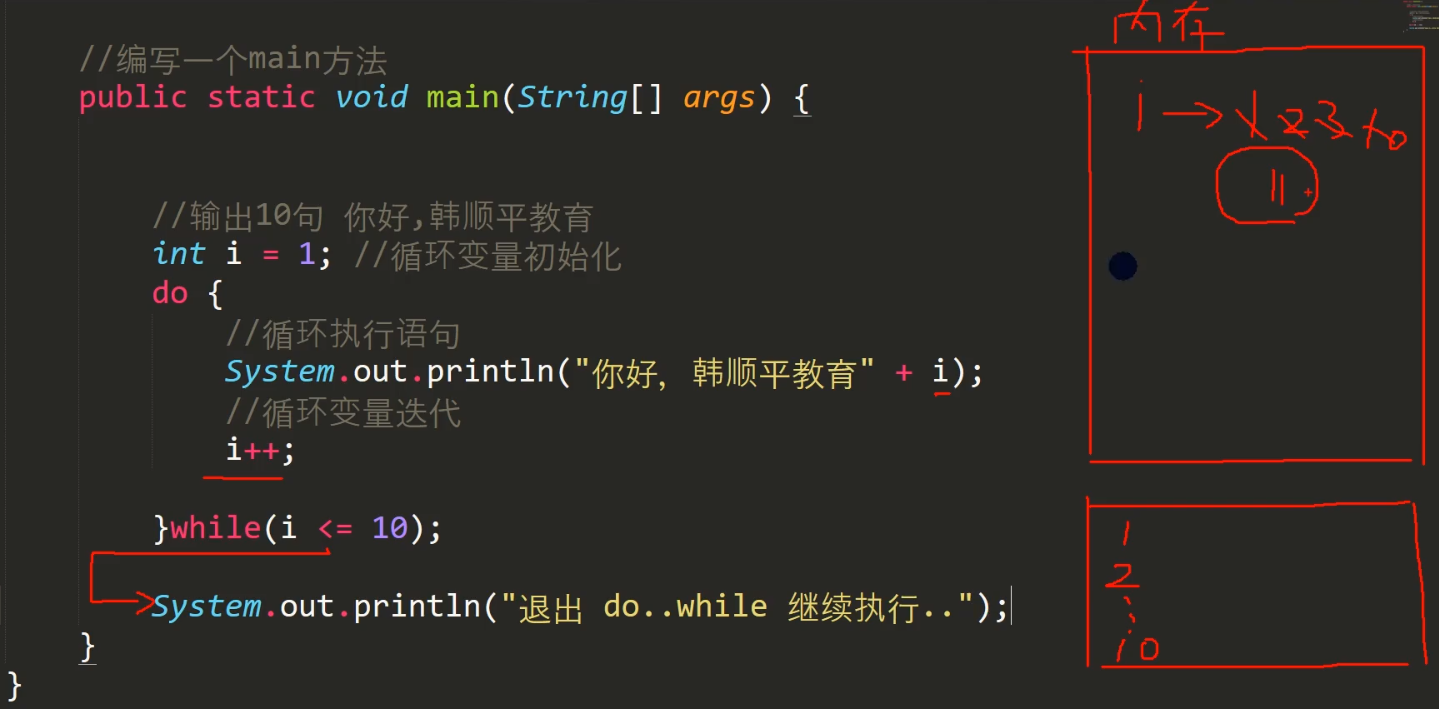 //编写一个main方法
public static void main(String[] args) {
//输出10句 你好,韩顺平教育
int i = 1; //循环变量初始化
do {
//循环执行语句
System.out.println("你好, 韩顺平教育" + i);
//循环变量迭代
i++;
}while(i <= 10);
System.out.println("退出 do..while 继续执行..");
}
}
内存
i → 1 2 3 10
11
1
2
10